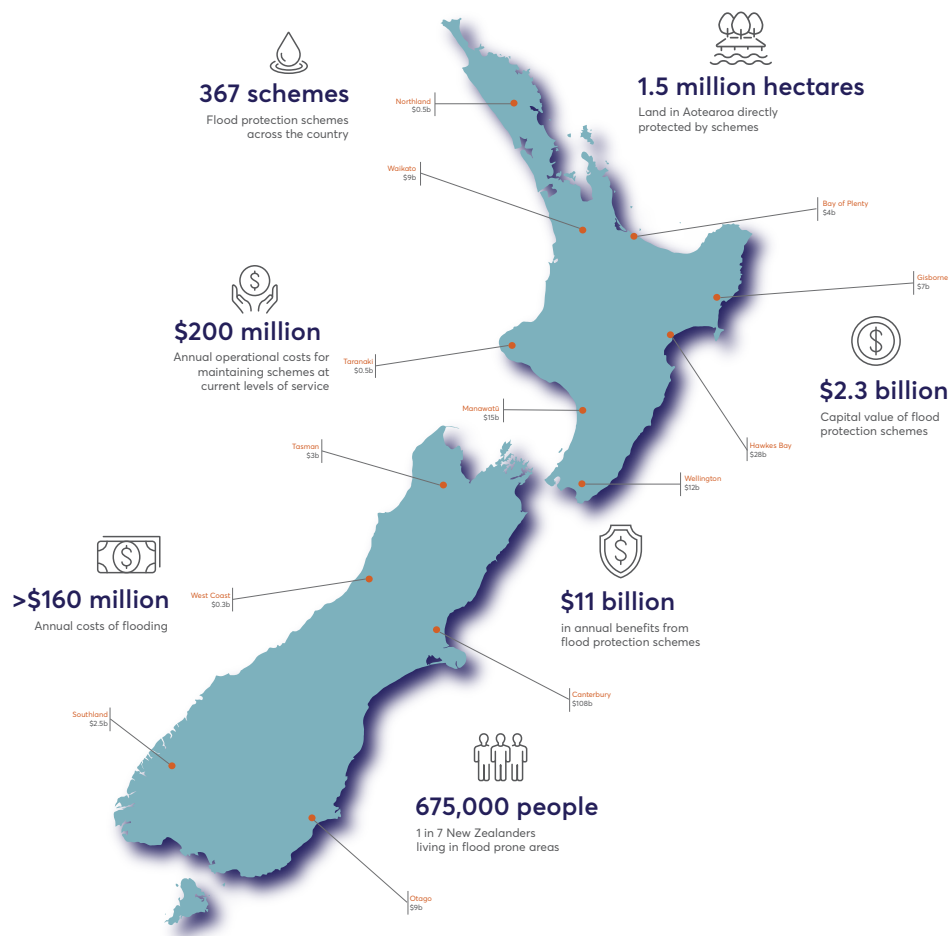 367 schemes
Flood protection schemes
across the country
1.5 million hectares
Land in Aotearoa directly
protected by schemes
Northland
$0.5b
Waikato
$9b
Bay of Plenty
$4b
Gisborne
$7b
$200 million
Annual operational costs for
maintaining schemes at
current levels of service
Taranaki
$0.5b
$2.3 billion
Capital value of flood
protection schemes
Manawatū
$15b
Hawkes Bay
$28b
Tasman
$3b
Wellington
$12b
>$160 million
Annual costs of flooding
West Coast
$0.3b
$11 billion
in annual benefits from
flood protection schemes
Canterbury
$108b
Southland
$2.5b
675,000 people
1 in 7 New Zealanders
living in flood prone areas
Otago
$9b